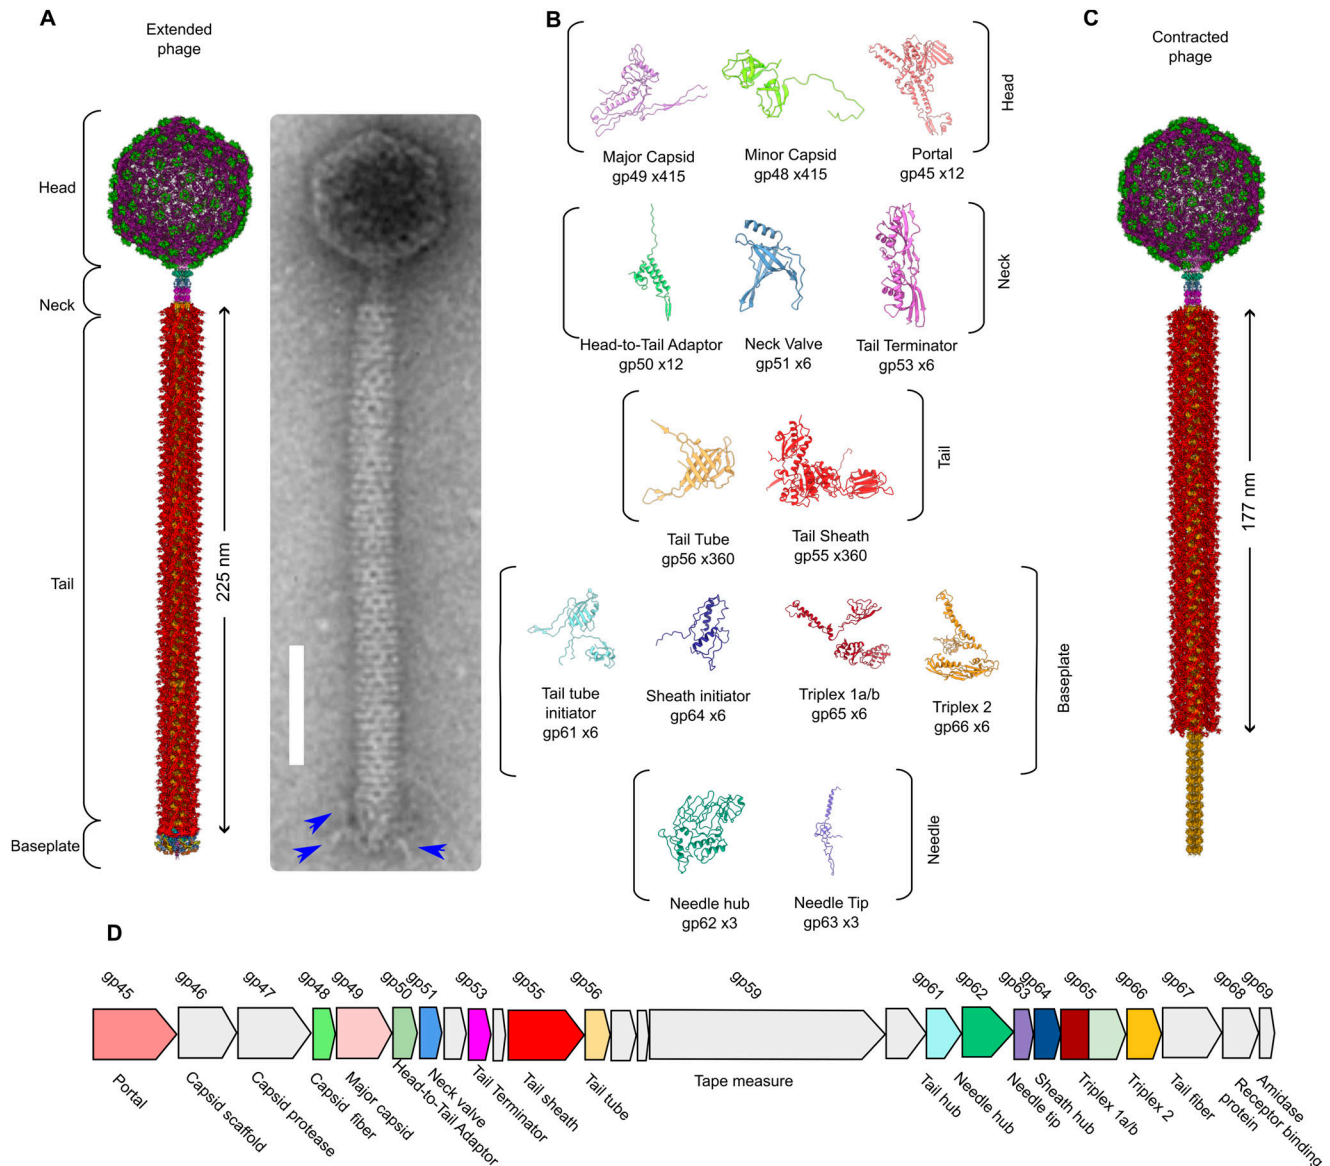 A
Extended
phage
Head
Neck
Tail
Baseplate
225 nm
B
Major Capsid
gp49 x415
Minor Capsid
gp48 x415
Portal
gp45 x12
Head
Head-to-Tail Adaptor
gp50 x12
Neck Valve
gp51 x6
Tail Terminator
gp53 x6
Neck
Tail Tube
gp56 x360
Tail Sheath
gp55 x360
Tail
Tail tube
initiator
gp61 x6
Sheath initiator
gp64 x6
Triplex 1a/b
gp65 x6
Triplex 2
gp66 x6
Baseplate
Needle hub
gp62 x3
Needle Tip
gp63 x3
Needle
C
Contracted
phage
177 nm
D
gp45
gp46
gp47
gp48
gp49
gp50
gp51
gp53
gp55
gp56
gp59
gp61
gp62
gp63
gp64
gp65
gp66
gp67
gp68
gp69
Portal
Capsid scaffold
Capsid protease
Capsid fiber
Major capsid
Head-to-Tail Adaptor
Neck valve
Tail Terminator
Tail sheath
Tail tube
Tape measure
Tail hub
Needle hub
Needle tip
Sheath hub
Triplex 1a/b
Triplex 2
Tail fiber
Receptor binding
protein
Amidase